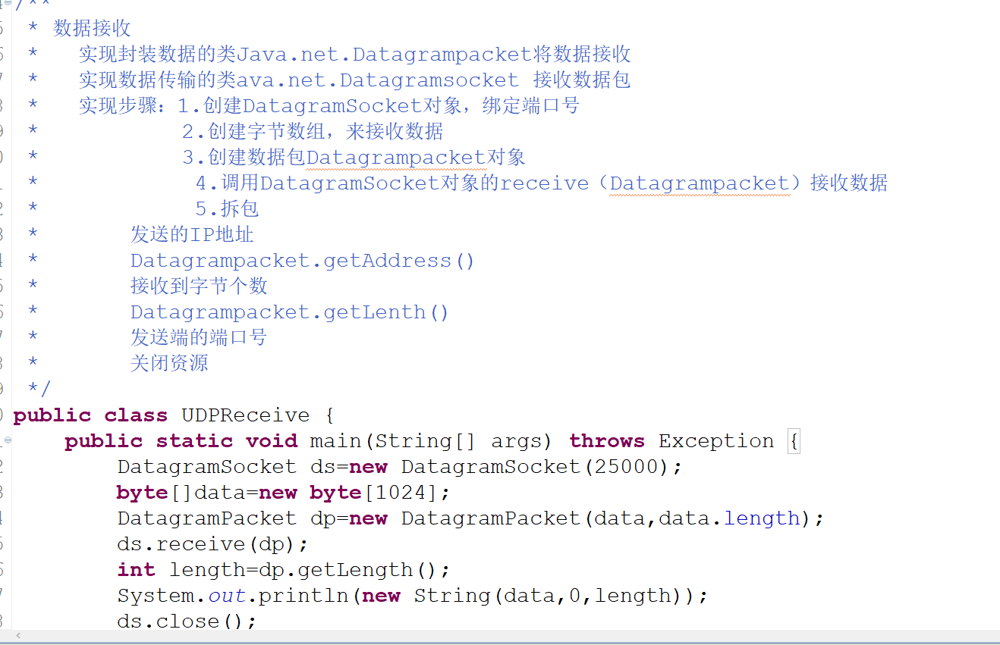 /**
* 数据接收
* 实现封装数据的类Java.net.Datagrampacket将数据接收
* 实现数据传输的类ava.net.Datagramsocket 接收数据包
* 实现步骤：1.创建DatagramSocket对象，绑定端口号
* 2.创建字节数组，来接收数据
* 3.创建数据包Datagrampacket对象
* 4.调用DatagramSocket对象的receive（Datagrampacket）接收数据
* 5.拆包
* 发送的IP地址
* Datagrampacket.getAddress()
* 接收到字节个数
* Datagrampacket.getLenth()
* 发送端的端口号
* 关闭资源
*/
public class UDPReceive {
public static void main(String[] args) throws Exception {
DatagramSocket ds=new DatagramSocket(25000);
byte[]data=new byte[1024];
DatagramPacket dp=new DatagramPacket(data,data.length);
ds.receive(dp);
int length=dp.getLength();
System.out.println(new String(data,0,length));
ds.close();